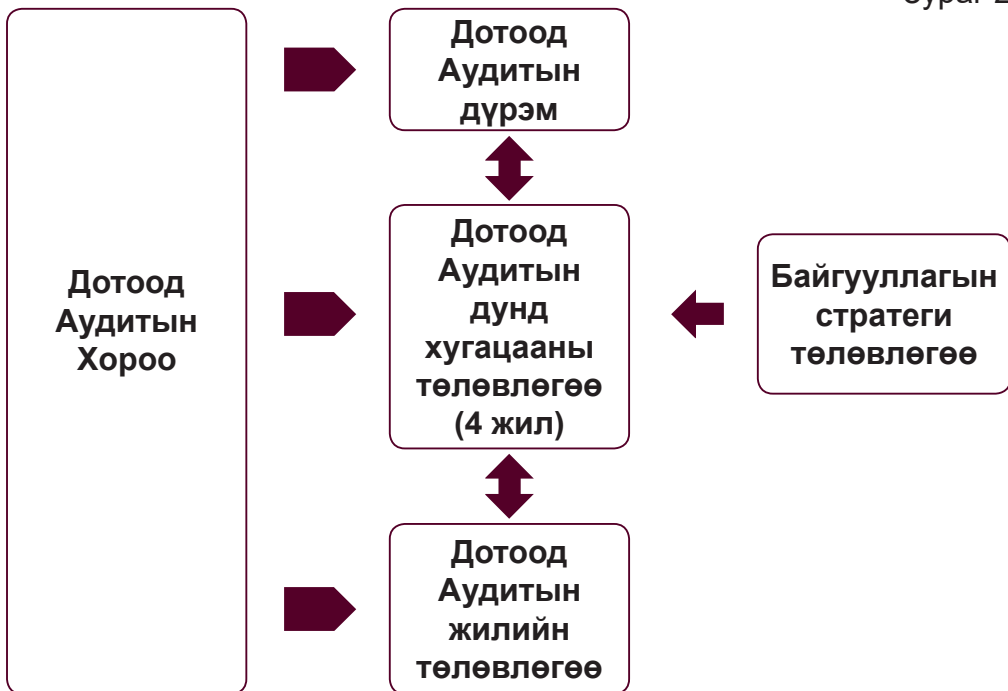 Дотоод
Аудитын
Хороо
Дотоод
Аудитын
дүрэм
Дотоод
Аудитын
дунд
хугацааны
төлөвлөгөө
(4 жил)
Дотоод
Аудитын
жилийн
төлөвлөгөө
Байгууллагын
стратеги
төлөвлөгөө